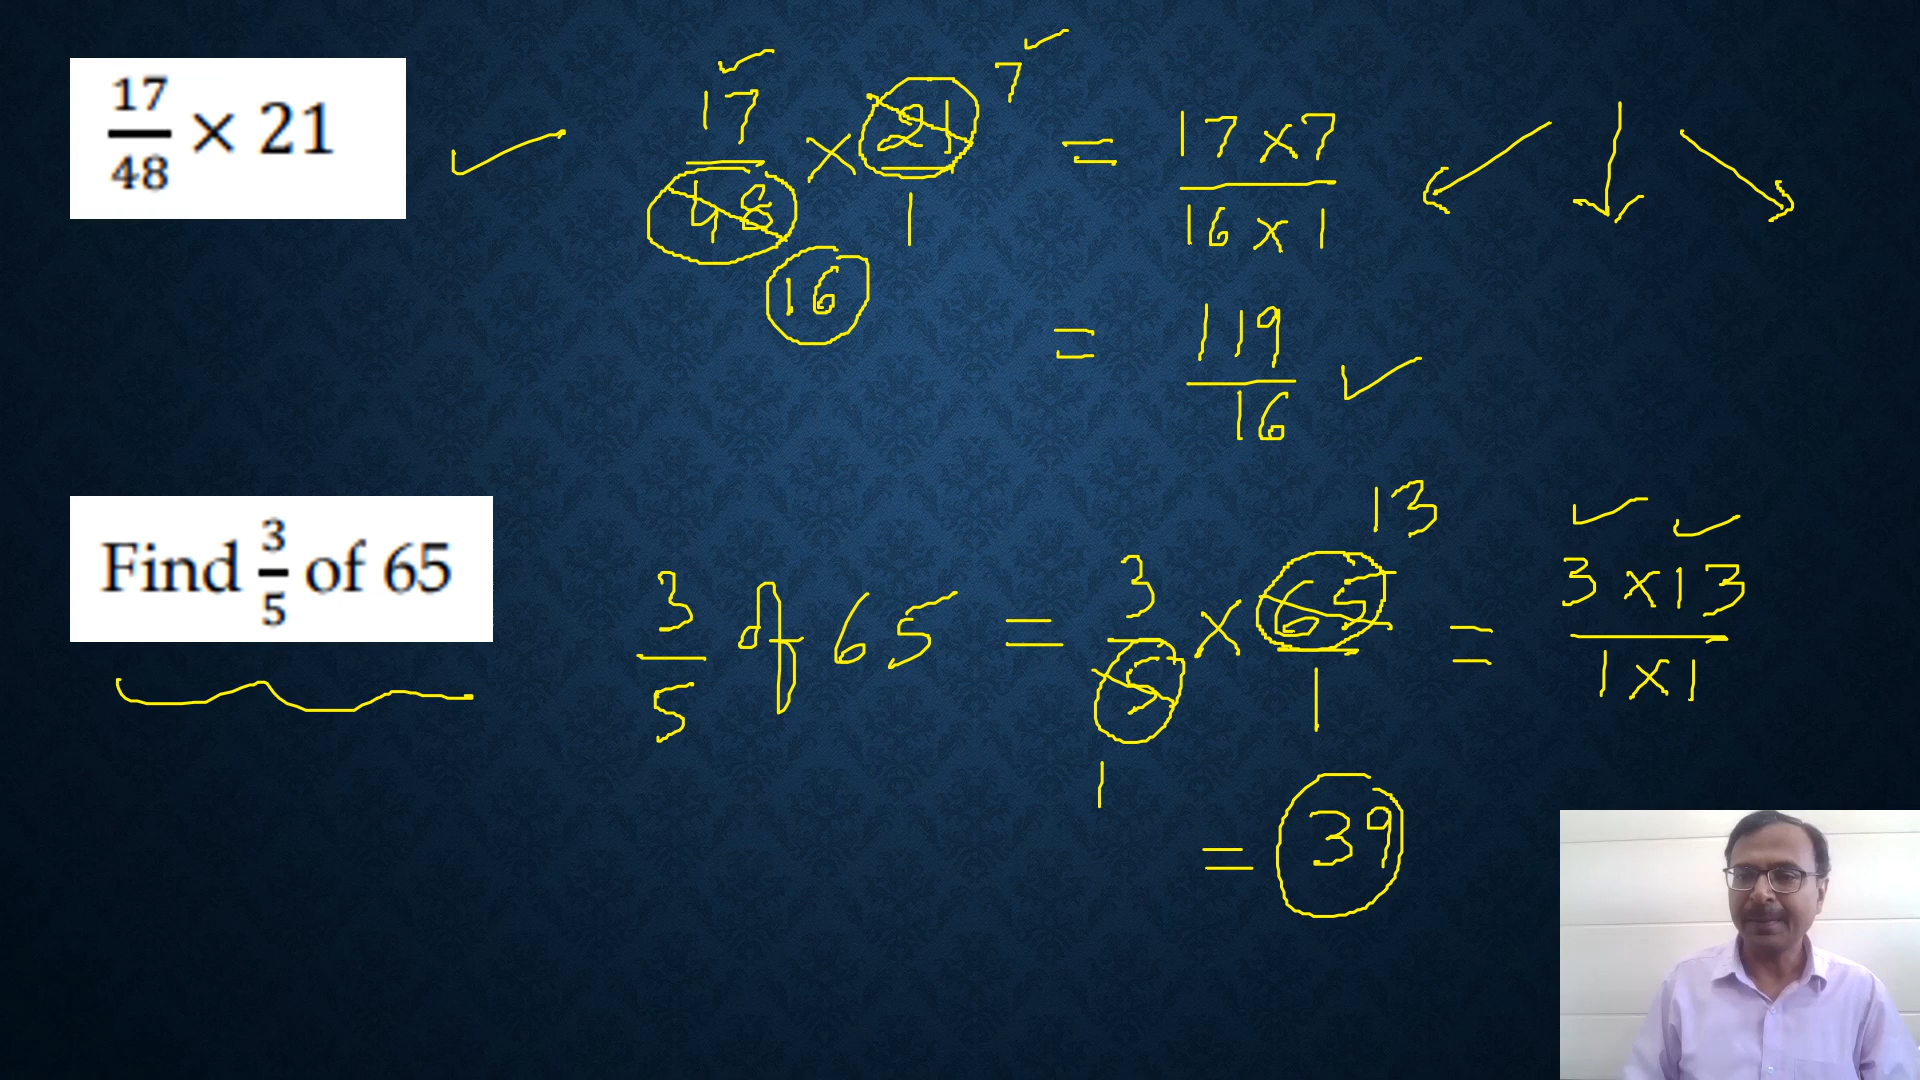 17/48 × 21
17/48 × 21/1 7 = 17 × 7 / 16 × 1
16
= 119/16
Find 3/5 of 65
3/5 of 65 = 3/5 × 65/1 13 = 3 × 13 / 1 × 1
1
= 39